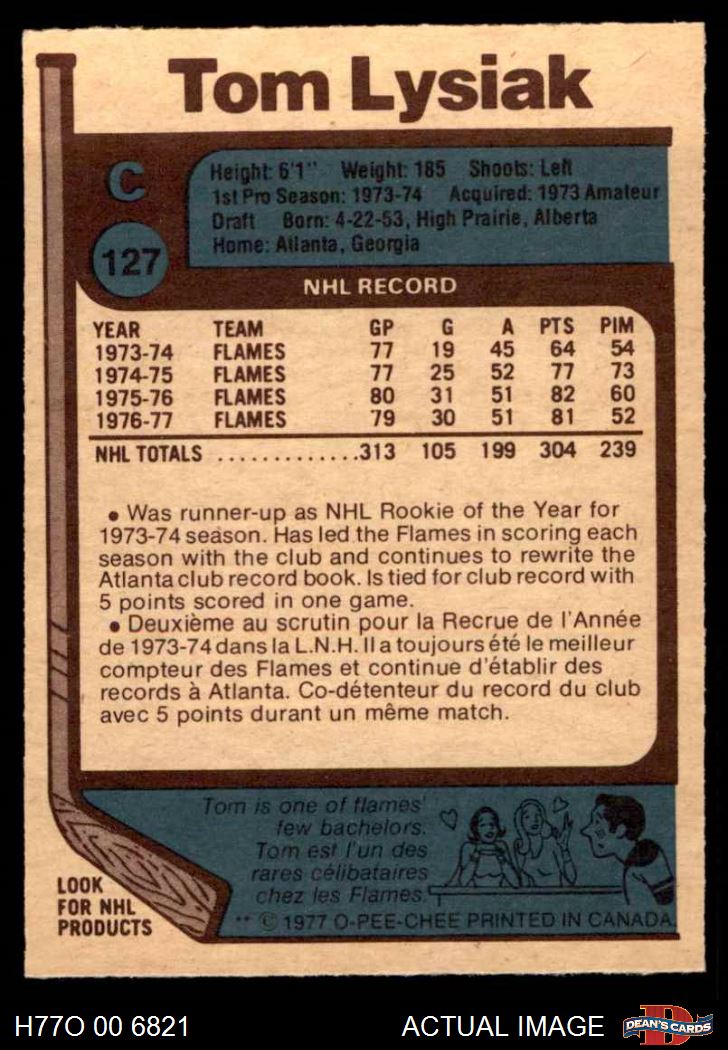 Tom Lysiak
C
127
Height: 6'1" Weight: 185 Shoots: Left
1st Pro Season: 1973-74 Acquired: 1973 Amateur
Draft Born: 4-22-53, High Prairie, Alberta
Home: Atlanta, Georgia
NHL RECORD
YEAR TEAM GP G A PTS PIM
1973-74 FLAMES 77 19 45 64 54
1974-75 FLAMES 77 25 52 77 73
1975-76 FLAMES 80 31 51 82 60
1976-77 FLAMES 79 30 51 81 52
NHL TOTALS .............313 105 199 304 239
• Was runner-up as NHL Rookie of the Year for
1973-74 season. Has led the Flames in scoring each
season with the club and continues to rewrite the
Atlanta club record book. Is tied for club record with
5 points scored in one game.
• Deuxième au scrutin pour la Recrue de l'Année
de 1973-74 dans la L.N.H. Il a toujours été le meilleur
compteur des Flames et continue d'établir des
records à Atlanta. Co-détenteur du record du club
avec 5 points durant un même match.
Tom is one of flames'
few bachelors.
Tom est l'un des
rares célibataires
chez les Flames.
LOOK
FOR NHL
PRODUCTS
** © 1977 O-PEE-CHEE PRINTED IN CANADA
H77O 00 6821 ACTUAL IMAGE
D
DEAN'S CARDS